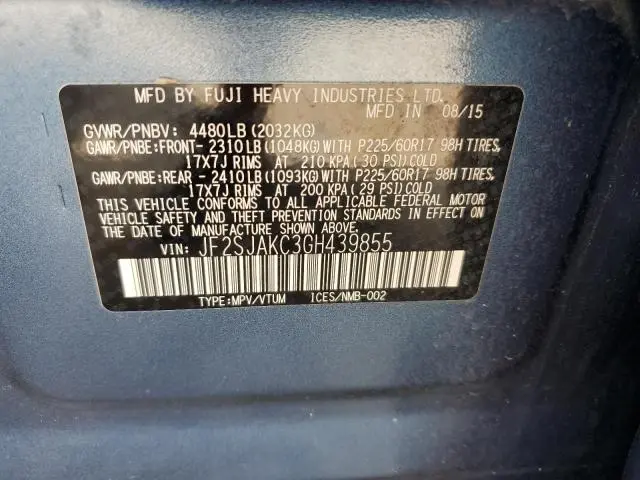 MFD BY FUJI HEAVY INDUSTRIES LTD.
MFD IN 08/15
GVWR/PNBV: 4480LB(2032KG)
GAWR/PNBE:FRONT- 2310LB(1048KG)WITH P225/60R17 98H TIRES,
17X7J RIMS AT 210 KPA(30 PSI)COLD
GAWR/PNBE:REAR - 2410LB(1093KG)WITH P225/60R17 98H TIRES,
17X7J RIMS AT 200 KPA(29 PSI)COLD
THIS VEHICLE CONFORMS TO ALL APPLICABLE FEDERAL MOTOR
VEHICLE SAFETY AND THEFT PREVENTION STANDARDS IN EFFECT ON
THE DATE OF MANUFACTURE SHOWN ABOVE.
VIN: JF2SJAKC3GH439855
TYPE:MPV/VTUM ICES/NMB-002